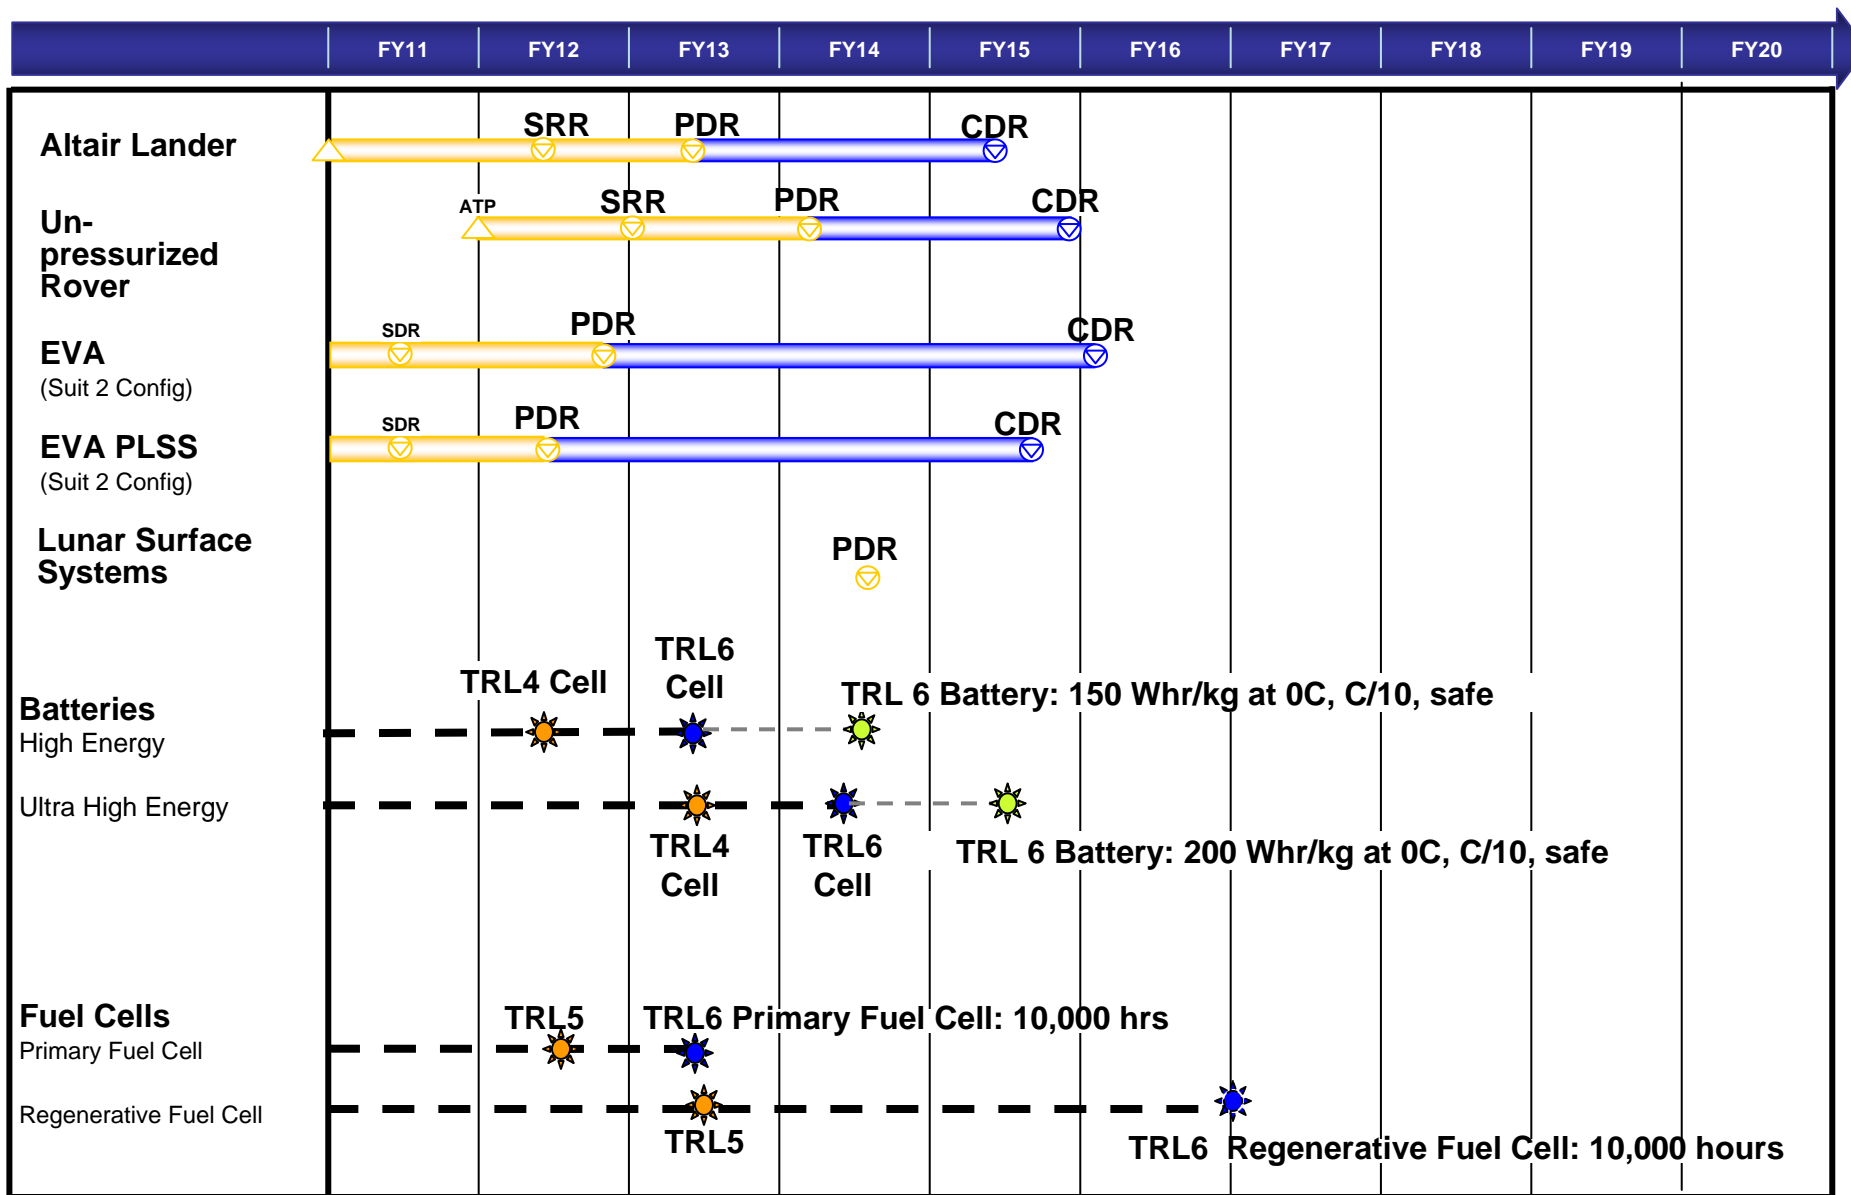 FY11 FY12 FY13 FY14 FY15 FY16 FY17 FY18 FY19 FY20
SRR PDR CDR
Altair Lander
ATP SRR PDR CDR
Un-
pressurized
Rover
SDR PDR CDR
EVA
(Suit 2 Config)
SDR PDR CDR
EVA PLSS
(Suit 2 Config)
Lunar Surface
Systems
PDR
TRL4 Cell
TRL6
Cell
TRL 6 Battery: 150 Whr/kg at 0C, C/10, safe
Batteries
High Energy
Ultra High Energy
TRL4
Cell
TRL6
Cell
TRL 6 Battery: 200 Whr/kg at 0C, C/10, safe
Fuel Cells
TRL5 TRL6 Primary Fuel Cell: 10,000 hrs
Primary Fuel Cell
Regenerative Fuel Cell
TRL5
TRL6 Regenerative Fuel Cell: 10,000 hours